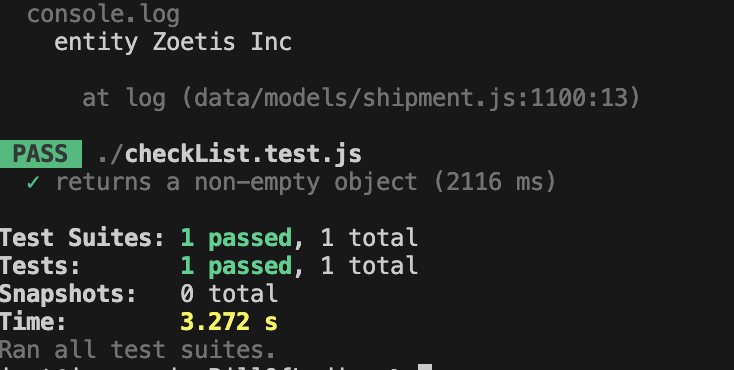 console.log
entity Zoetis Inc
at log (data/models/shipment.js:1100:13)
PASS ./checkList.test.js
✓ returns a non-empty object (2116 ms)
Test Suites: 1 passed, 1 total
Tests: 1 passed, 1 total
Snapshots: 0 total
Time: 3.272 s
Ran all test suites.